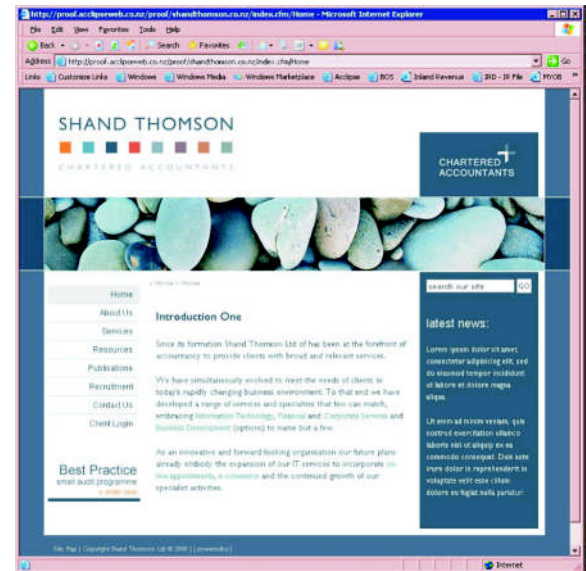 http://proof.acclipseweb.co.nz/proof/shandthomson.co.nz/index.cfm/Home - Microsoft Internet Explorer
File Edit View Favorites Tools Help
Back Search Favorites
Address http://proof.acclipseweb.co.nz/proof/shandthomson.co.nz/index.cfm/Home Go
Links Customize Links Windows Windows Media Windows Marketplace Acclipse BOS Inland Revenue IRD - IR File MYOB
SHAND THOMSON
CHARTERED ACCOUNTANTS
CHARTERED
ACCOUNTANTS
» Home > Home
search our site GO
Home
About Us
Services
Resources
Publications
Recruitment
Contact Us
Client Login
Best Practice
small audit programme
Introduction One
Since its formation Shand Thomson Ltd of has been at the forefront of
accountancy to provide clients with broad and relevant services.
We have simultaneously evolved to meet the needs of clients in
today's rapidly changing business environment. To that end we have
developed a range of services and specialties that few can match,
embracing Information Technology, Financial and Corporate Services and
Business Development (options) to name but a few.
As an innovative and forward-looking organisation our future plans
already embody the expansion of our IT services to incorporate on-
line appointments, e-commerce and the continued growth of our
specialist activities.
latest news:
Lorem ipsum dolor sit amet,
consectetur adipisicing elit, sed
do eiusmod tempor incididunt
ut labore et dolore magna
aliqua.
Ut enim ad minim veniam, quis
nostrud exercitation ullamco
laboris nisi ut aliquip ex ea
commodo consequat. Duis aute
irure dolor in reprehenderit in
voluptate velit esse cillum
dolore eu fugiat nulla pariatur.
Site Map | Copyright Shand Thomson Ltd ©
Internet